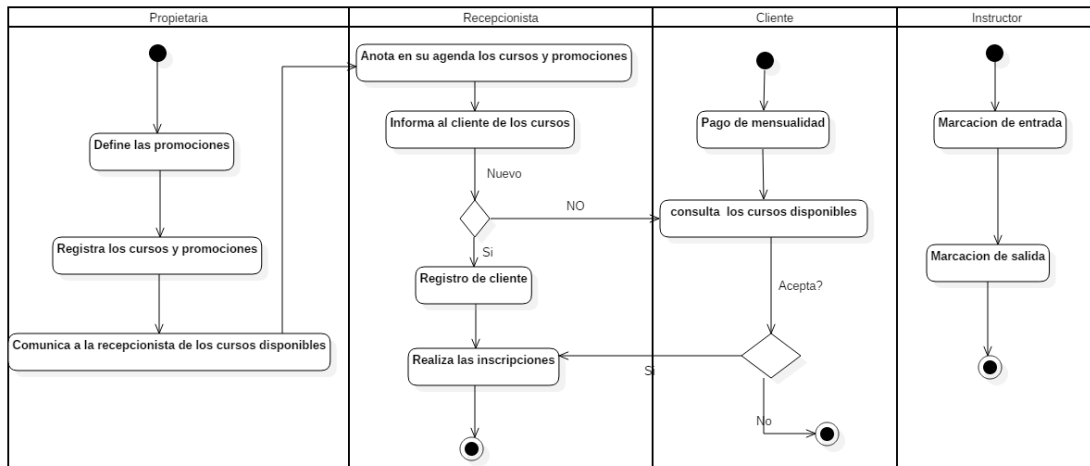 Propietaria
Recepcionista
Cliente
Instructor
Define las promociones
Registra los cursos y promociones
Comunica a la recepcionista de los cursos disponibles
Anota en su agenda los cursos y promociones
Informa al cliente de los cursos
Nuevo
NO
Si
Registro de cliente
Realiza las inscripciones
Pago de mensualidad
consulta los cursos disponibles
Acepta?
Si
No
Marcacion de entrada
Marcacion de salida